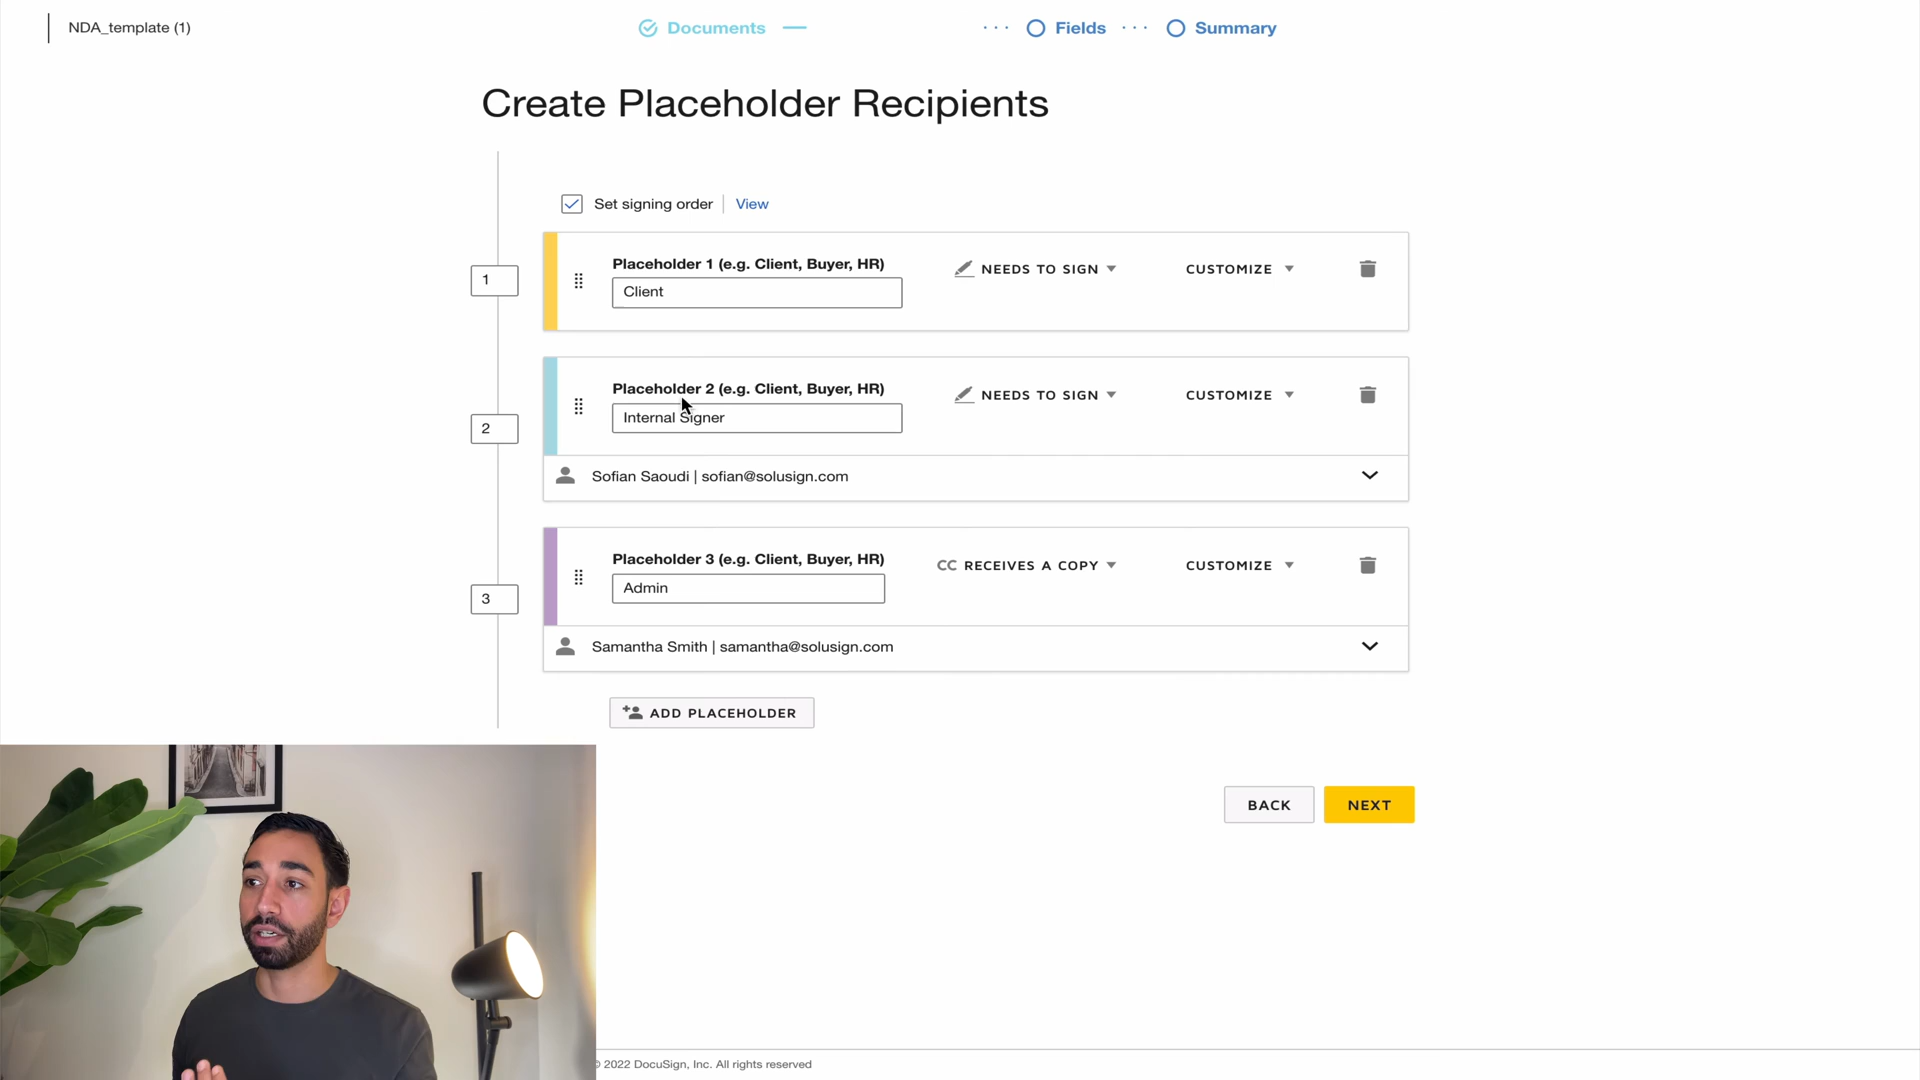 NDA_template (1)
Documents
Fields
Summary
Create Placeholder Recipients
Set signing order
View
1
Placeholder 1 (e.g. Client, Buyer, HR)
Client
NEEDS TO SIGN
CUSTOMIZE
2
Placeholder 2 (e.g. Client, Buyer, HR)
Internal Signer
NEEDS TO SIGN
CUSTOMIZE
Sofian Saoudi | sofian@solusign.com
3
Placeholder 3 (e.g. Client, Buyer, HR)
Admin
CC RECEIVES A COPY
CUSTOMIZE
Samantha Smith | samantha@solusign.com
ADD PLACEHOLDER
BACK
NEXT
© 2022 DocuSign, Inc. All rights reserved